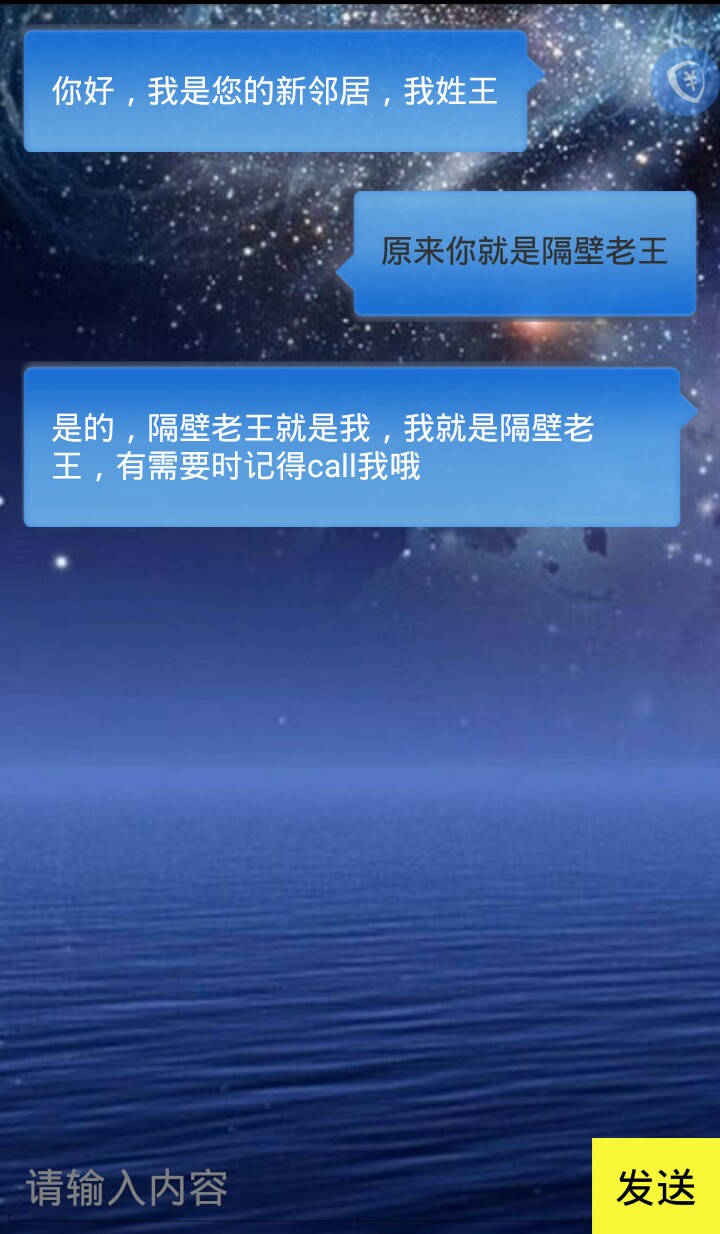 你好，我是您的新邻居，我姓王
原来你就是隔壁老王
是的，隔壁老王就是我，我就是隔壁老
王，有需要时记得call我哦
请输入内容
发送